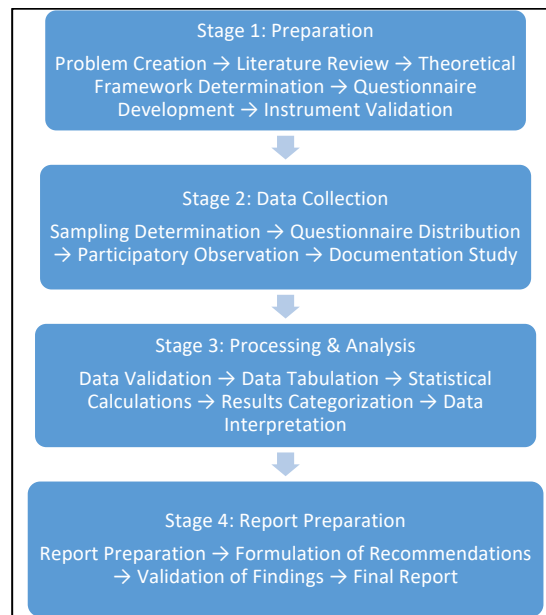 Stage 1: Preparation
Problem Creation → Literature Review → Theoretical
Framework Determination → Questionnaire
Development → Instrument Validation
Stage 2: Data Collection
Sampling Determination → Questionnaire Distribution
→ Participatory Observation → Documentation Study
Stage 3: Processing & Analysis
Data Validation → Data Tabulation → Statistical
Calculations → Results Categorization → Data
Interpretation
Stage 4: Report Preparation
Report Preparation → Formulation of Recommendations
→ Validation of Findings → Final Report